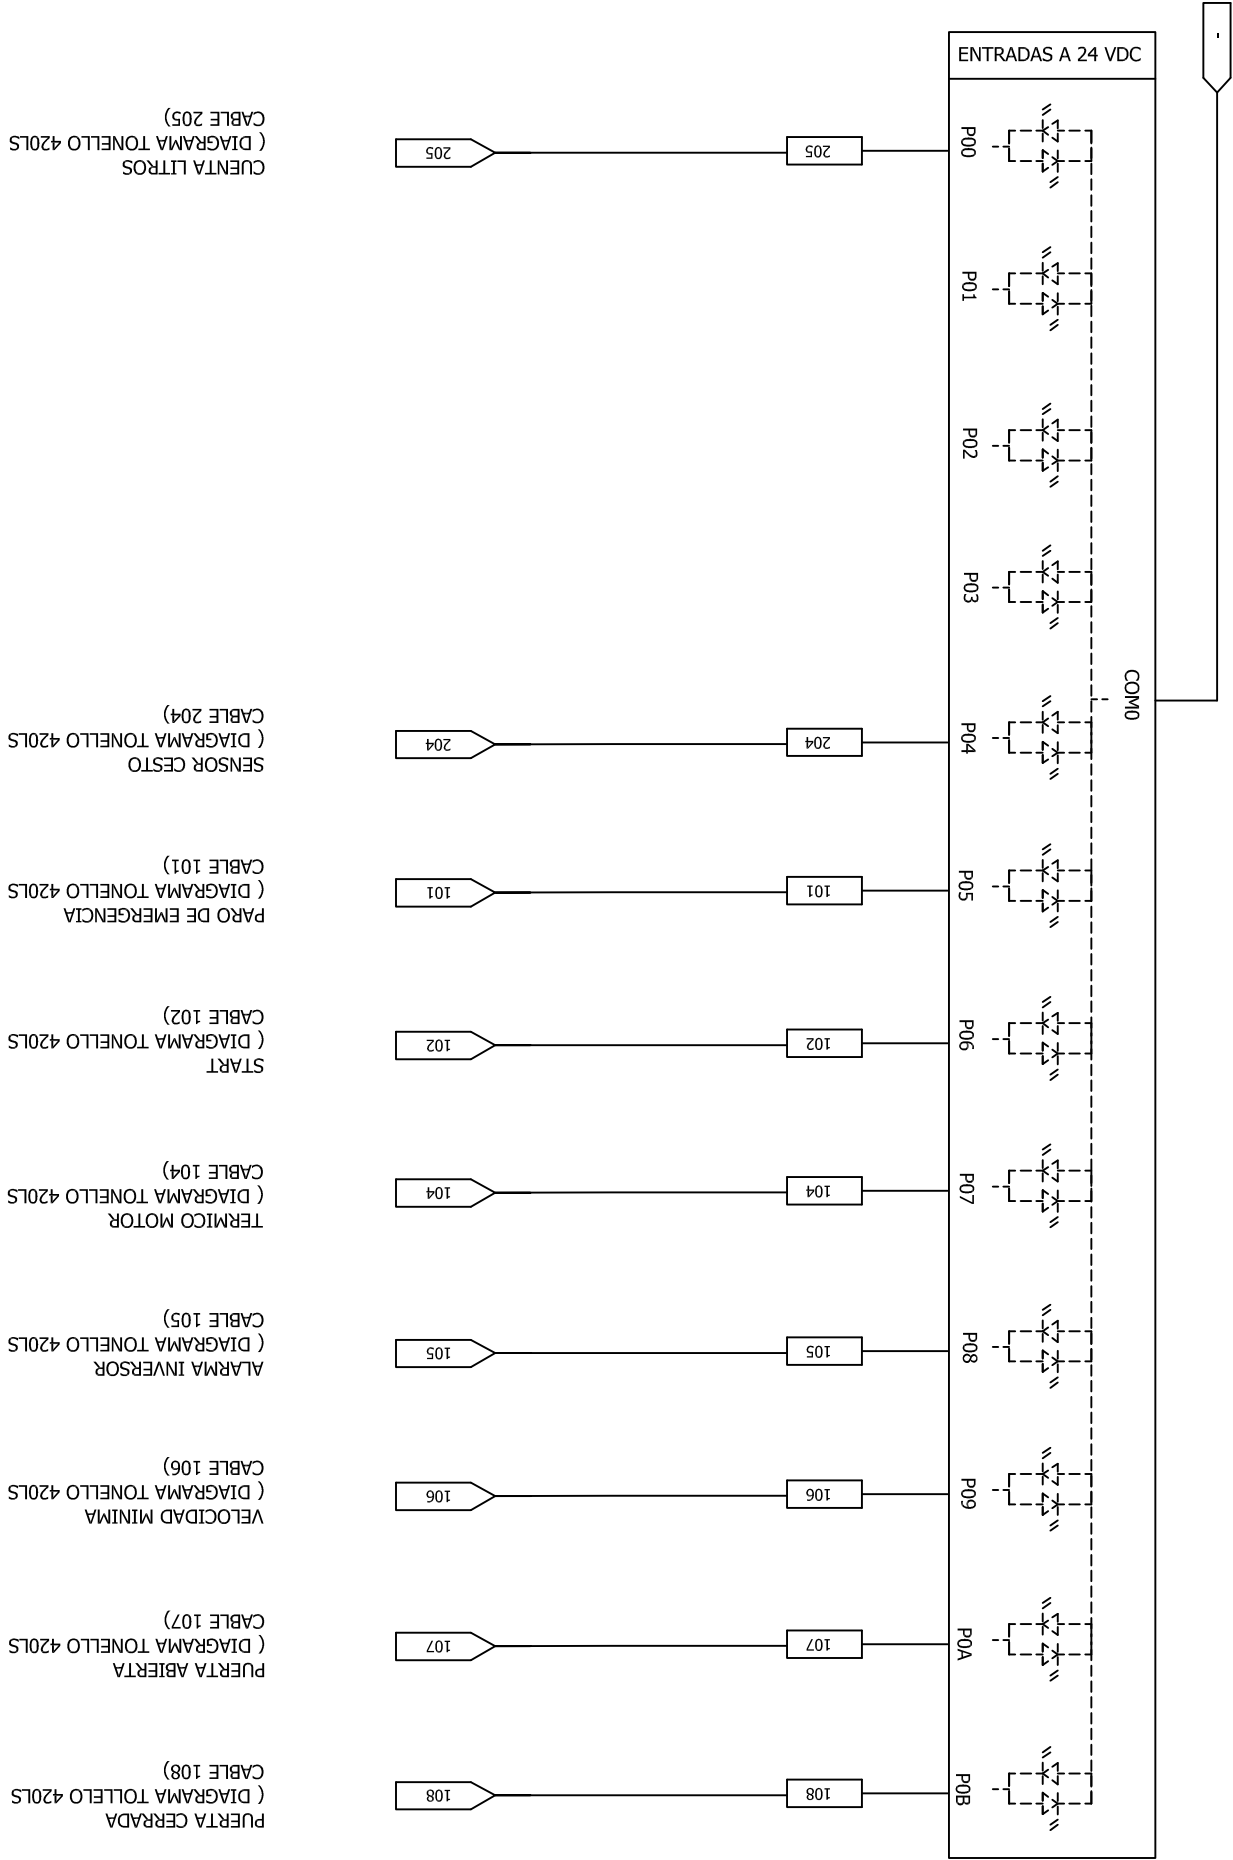 ENTRADAS A 24 VDC
-
CUENTA LITROS
( DIAGRAMA TONELLO 420LS
CABLE 205)
205
205
P00
P01
P02
P03
COM0
SENSOR CESTO
( DIAGRAMA TONELLO 420LS
CABLE 204)
204
204
P04
PARO DE EMERGENCIA
( DIAGRAMA TONELLO 420LS
CABLE 101)
101
101
P05
START
( DIAGRAMA TONELLO 420LS
CABLE 102)
102
102
P06
TERMICO MOTOR
( DIAGRAMA TONELLO 420LS
CABLE 104)
104
104
P07
ALARMA INVERSOR
( DIAGRAMA TONELLO 420LS
CABLE 105)
105
105
P08
VELOCIDAD MINIMA
( DIAGRAMA TONELLO 420LS
CABLE 106)
106
106
P09
PUERTA ABIERTA
( DIAGRAMA TONELLO 420LS
CABLE 107)
107
107
P0A
PUERTA CERRADA
( DIAGRAMA TOLLELO 420LS
CABLE 108)
108
108
P0B